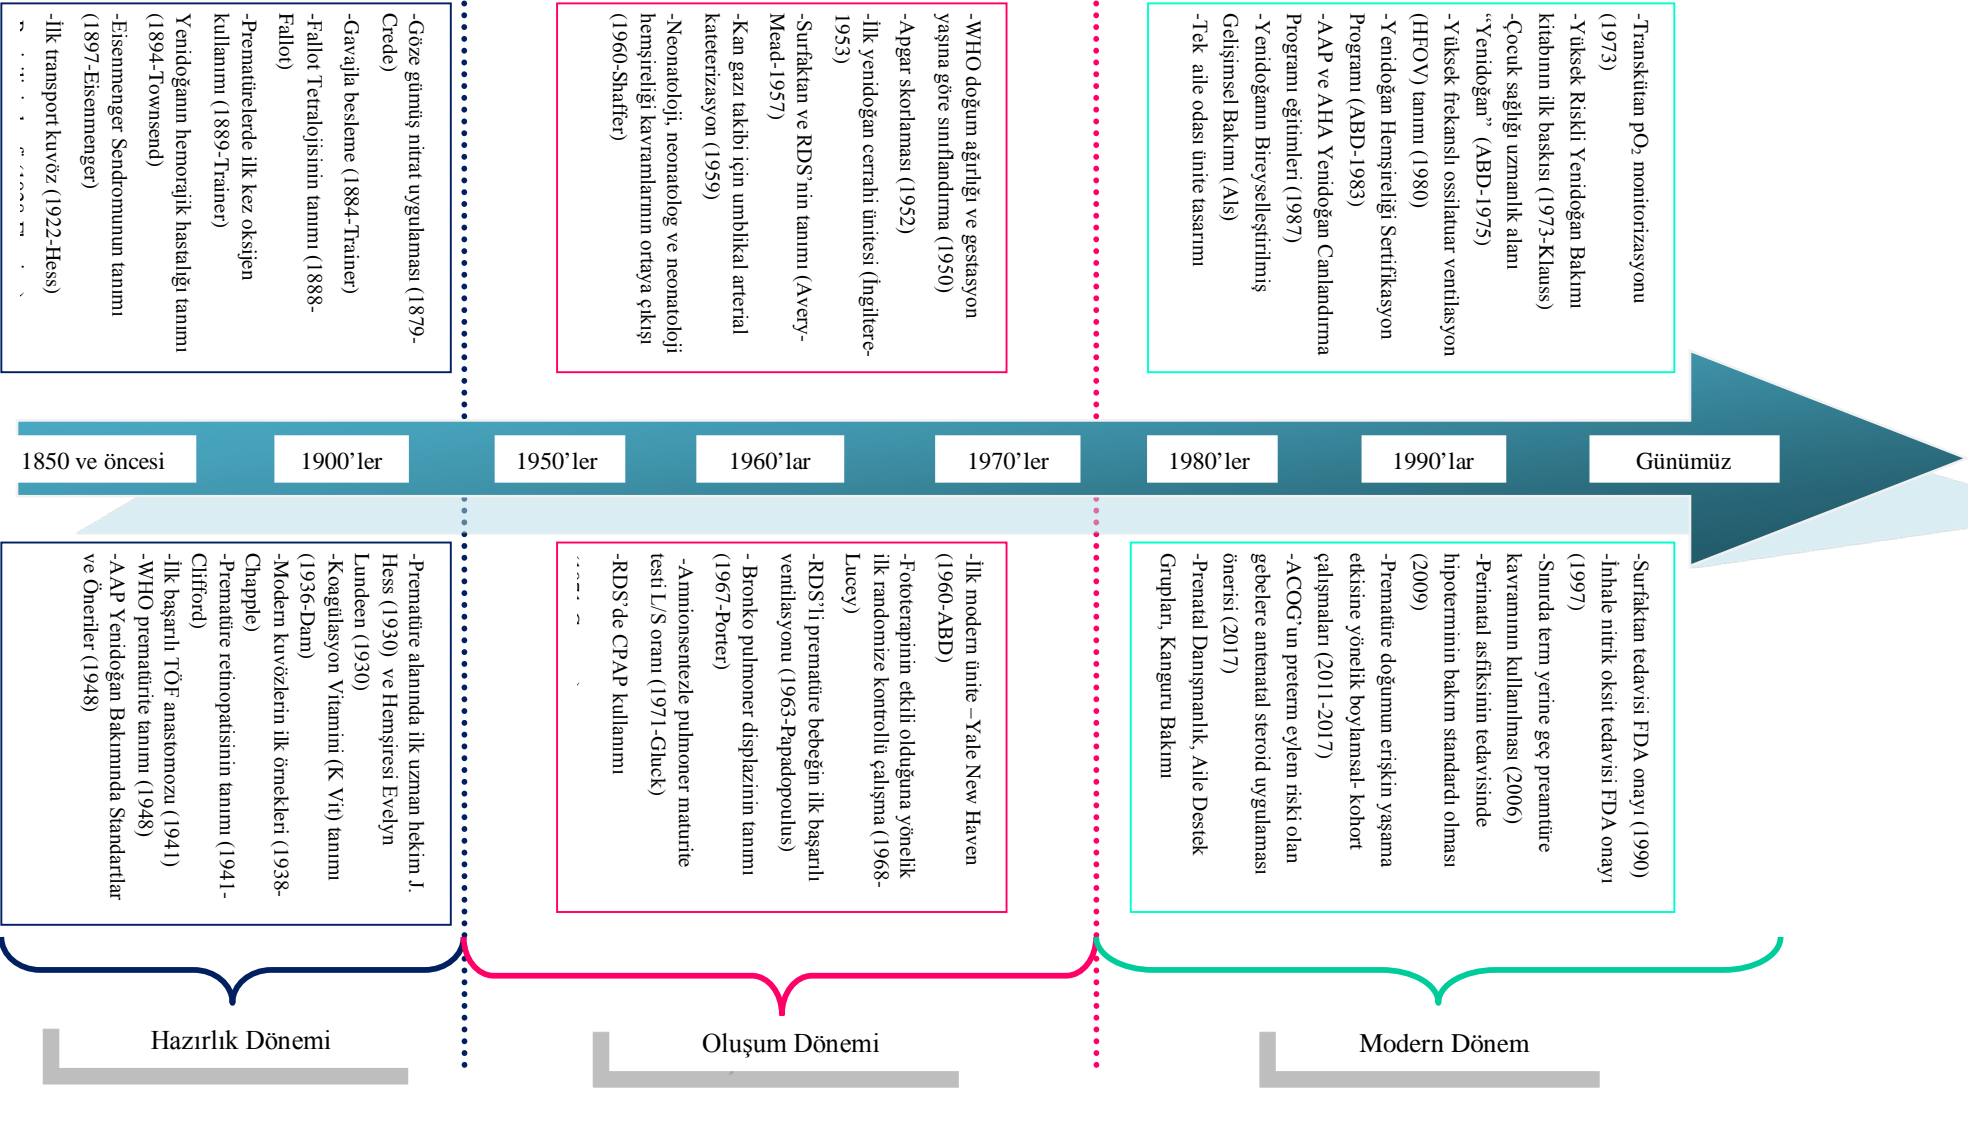 -Göze gümüş nitrat uygulaması (1879-
Crede)
-Gavajla besleme (1884-Trainer)
-Fallot Tetralojisinin tanımı (1888-
Fallot)
-Prematürelerde ilk kez oksijen
kullanımı (1889-Trainer)
Yenidoğanın hemorajik hastalığı tanımı
(1894-Townsend)
-Eisenmenger Sendromunun tanımı
(1897-Eisenmenger)
-İlk transport kuvöz (1922-Hess)
-WHO doğum ağırlığı ve gestasyon
yaşına göre sınıflandırma (1950)
-Apgar skorlaması (1952)
-İlk yenidoğan cerrahi ünitesi (İngiltere-
1953)
-Surfaktan ve RDS’nin tanımı (Avery-
Mead-1957)
-Kan gazı takibi için umblikal arterial
kateterizasyon (1959)
-Neonatoloji, neonatolog ve neonatoloji
hemşireliği kavramlarının ortaya çıkışı
(1960-Shaffer)
-Transkütan pO₂ monitorizasyonu
(1973)
-Yüksek Riskli Yenidoğan Bakımı
kitabının ilk baskısı (1973-Klauss)
-Çocuk sağlığı uzmanlık alanı
“Yenidoğan” (ABD-1975)
-Yüksek frekanslı ossilatuar ventilasyon
(HFOV) tanımı (1980)
-Yenidoğan Hemşireliği Sertifikasyon
Programı (ABD-1983)
-AAP ve AHA Yenidoğan Canlandırma
Programı eğitimleri (1987)
-Yenidoğanın Bireyselleştirilmiş
Gelişimsel Bakımı (Als)
-Tek aile odası ünite tasarımı
1850 ve öncesi
1900’ler
1950’ler
1960’lar
1970’ler
1980’ler
1990’lar
Günümüz
-Prematüre alanında ilk uzman hekim J.
Hess (1930) ve Hemşiresi Evelyn
Lundeen (1930)
-Koagülasyon Vitamini (K Vit) tanımı
(1936-Dam)
-Modern kuvözlerin ilk örnekleri (1938-
Chapple)
-Prematüre retinopatisinin tanımı (1941-
Clifford)
-İlk başarılı TÖF anastomozu (1941)
-WHO prematürite tanımı (1948)
-AAP Yenidoğan Bakımında Standartlar
ve Öneriler (1948)
-İlk modern ünite –Yale New Haven
(1960-ABD)
-Fototerapinin etkili olduğuna yönelik
ilk randomize kontrollü çalışma (1968-
Lucey)
-RDS’li prematüre bebeğin ilk başarılı
ventilasyonu (1963-Papadopoulus)
- Bronko pulmoner displazinin tanımı
(1967-Porter)
-Amnionsentezle pulmoner maturite
testi L/S oranı (1971-Gluck)
-RDS’de CPAP kullanımı
-Surfaktan tedavisi FDA onayı (1990)
-İnhale nitrik oksit tedavisi FDA onayı
(1997)
-Sınırda term yerine geç preamtüre
kavramının kullanılması (2006)
-Perinatal asfiksinin tedavisinde
hipoterminin bakım standardı olması
(2009)
-Prematüre doğumun erişkin yaşama
etkisine yönelik boylamsal- kohort
çalışmaları (2011-2017)
-ACOG’un preterm eylem riski olan
gebelere antenatal steroid uygulaması
önerisi (2017)
-Prenatal Danışmanlık, Aile Destek
Grupları, Kanguru Bakımı
Hazırlık Dönemi
Oluşum Dönemi
Modern Dönem